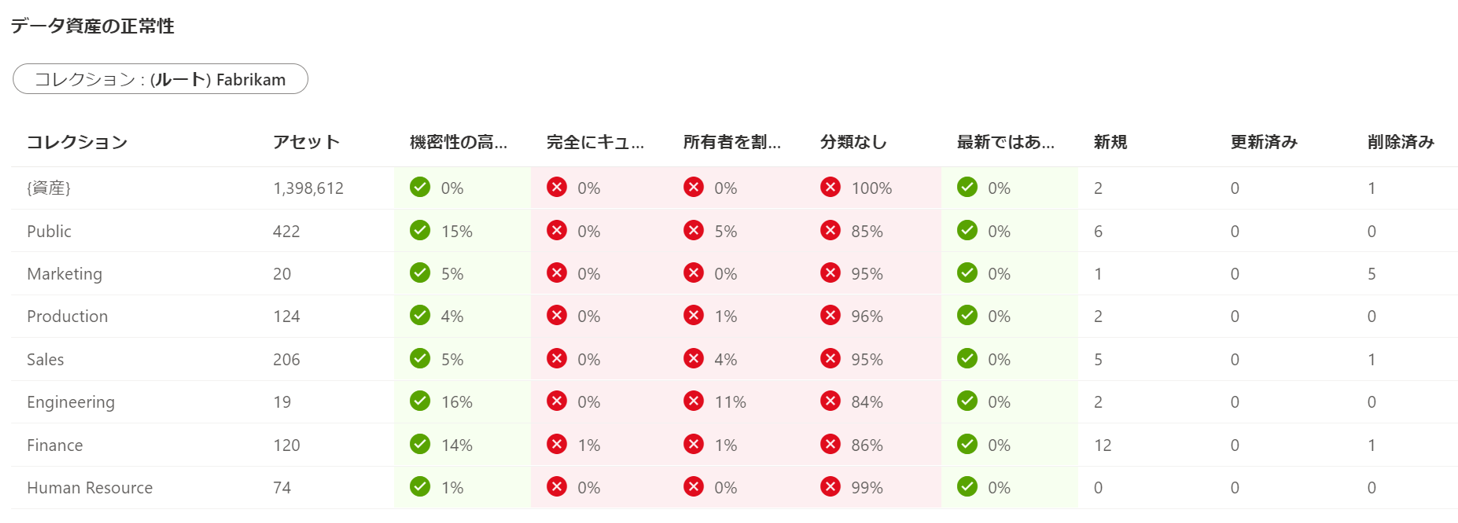 データ資産の正常性
コレクション : (ルート) Fabrikam
コレクション アセット 機密性の高... 完全にキュ... 所有者を割... 分類なし 最新ではあ... 新規 更新済み 削除済み
{資産} 1,398,612 0% 0% 0% 100% 0% 2 0 1
Public 422 15% 0% 5% 85% 0% 6 0 0
Marketing 20 5% 0% 0% 95% 0% 1 0 5
Production 124 4% 0% 1% 96% 0% 2 0 0
Sales 206 5% 0% 4% 95% 0% 5 0 1
Engineering 19 16% 0% 11% 84% 0% 2 0 0
Finance 120 14% 1% 1% 86% 0% 12 0 1
Human Resource 74 1% 0% 0% 99% 0% 0 0 0